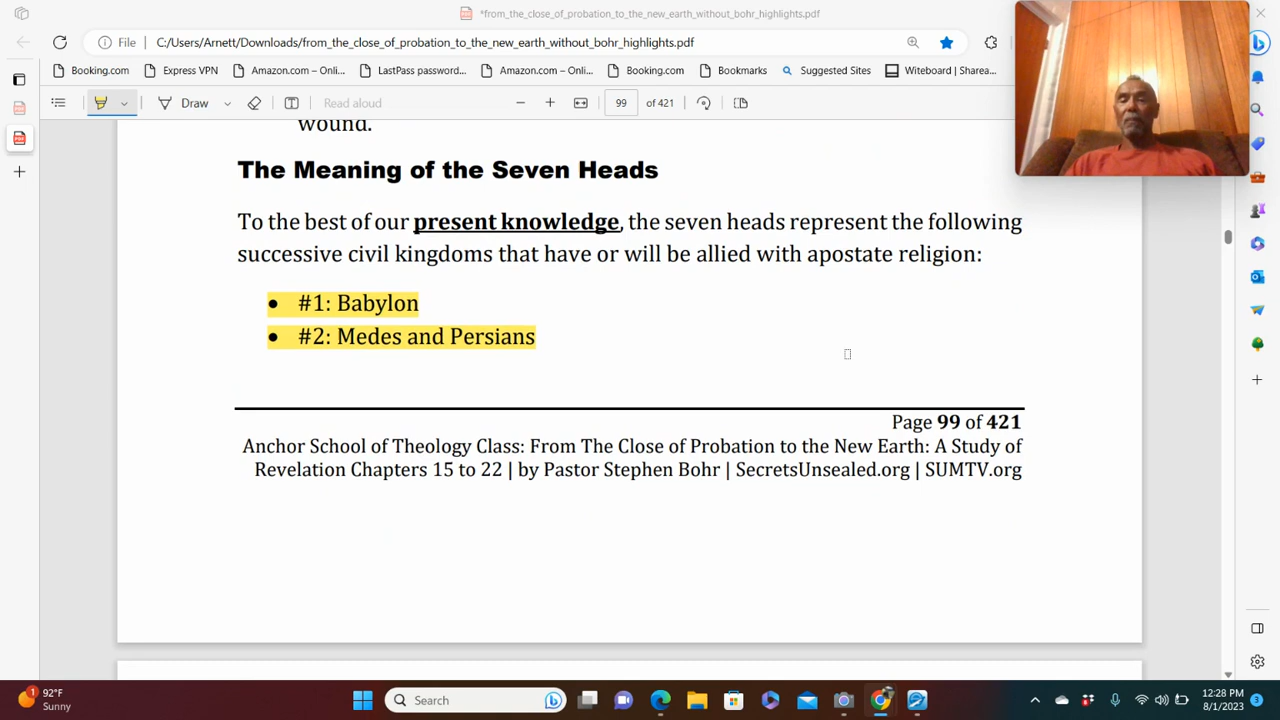 *from_the_close_of_probation_to_the_new_earth_without_bohr_highlights.pdf
File
C:/Users/Arnett/Downloads/from_the_close_of_probation_to_the_new_earth_without_bohr_highlights.pdf
Booking.com
Express VPN
Amazon.com – Onli...
LastPass password...
Amazon.com – Onli...
Booking.com
Bookmarks
Suggested Sites
Witeboard | Sharea...
Draw
Read aloud
99
of 421
wound.
The Meaning of the Seven Heads
To the best of our present knowledge, the seven heads represent the following
successive civil kingdoms that have or will be allied with apostate religion:
• #1: Babylon
• #2: Medes and Persians
Page 99 of 421
Anchor School of Theology Class: From The Close of Probation to the New Earth: A Study of
Revelation Chapters 15 to 22 | by Pastor Stephen Bohr | SecretsUnsealed.org | SUMTV.org
1
92°F
Sunny
Search
12:28 PM
8/1/2023
3